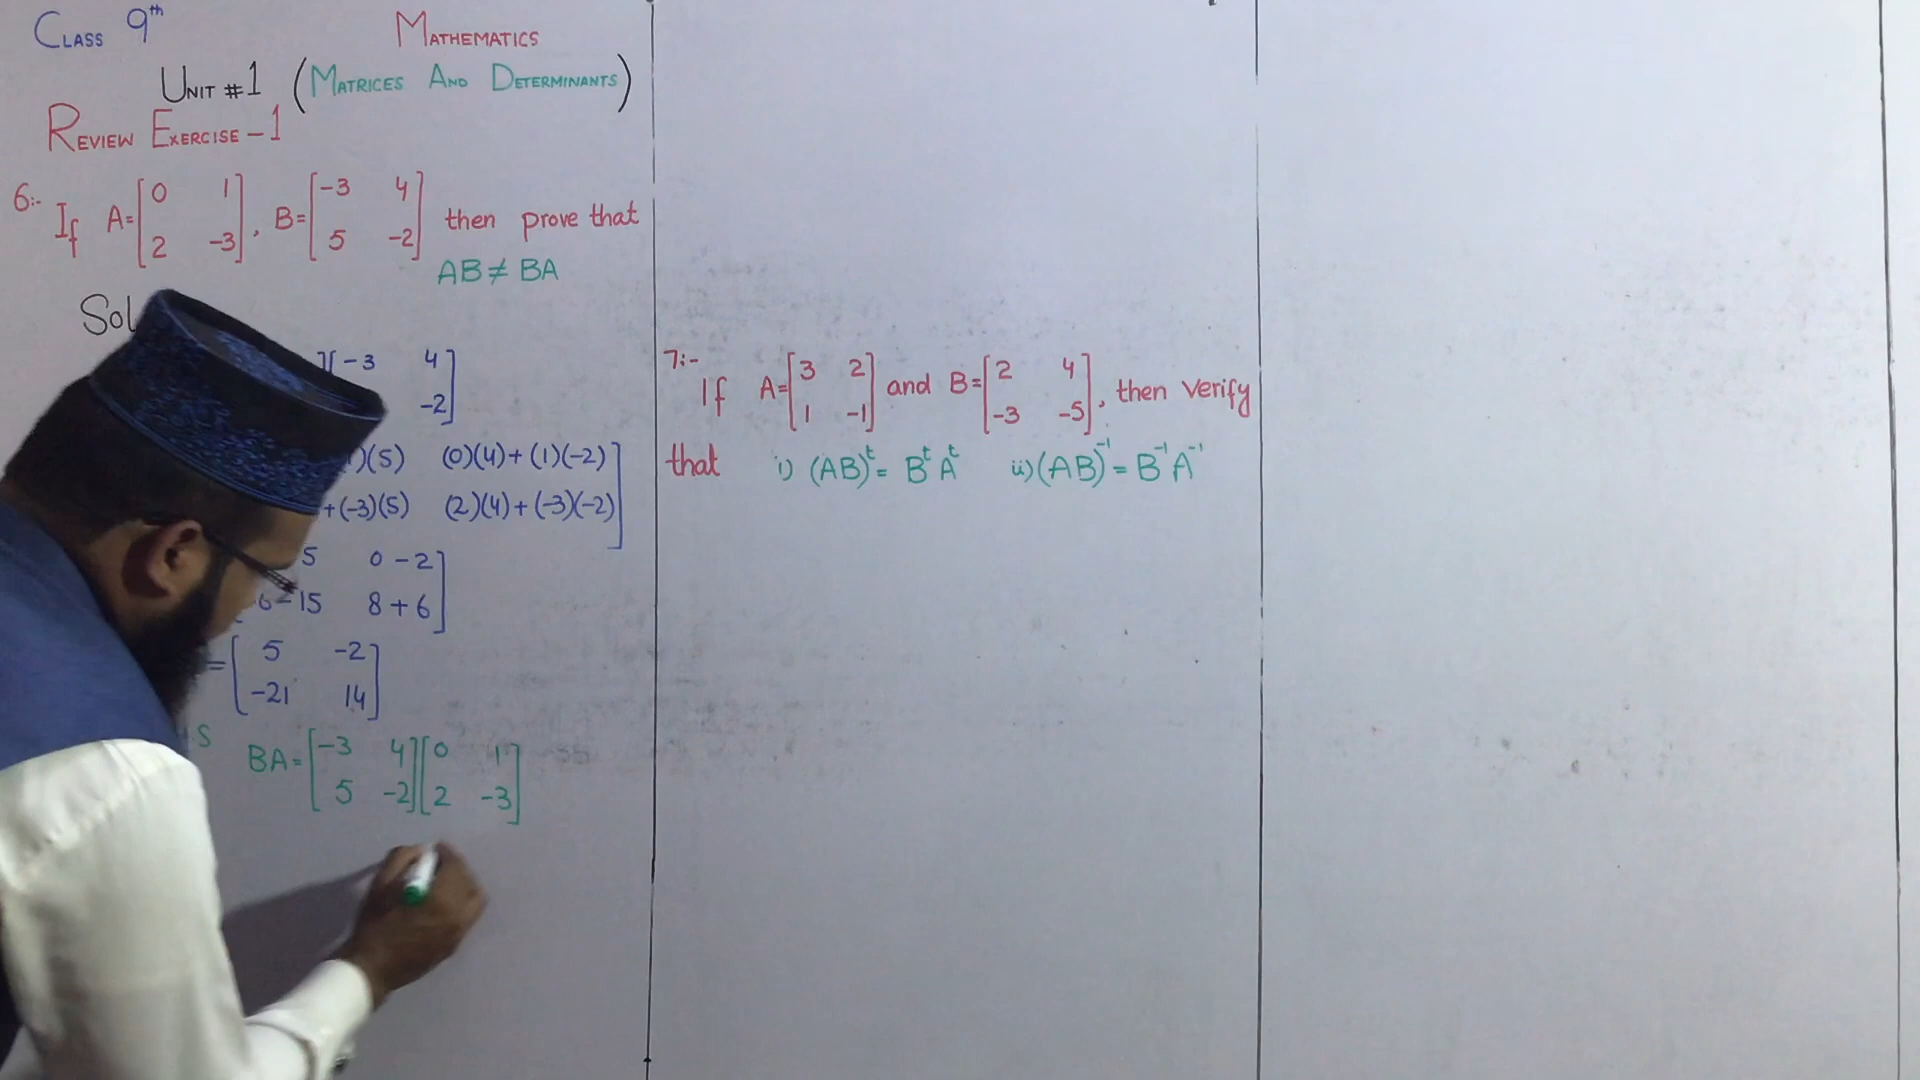 CLASS 9th
MATHEMATICS
UNIT #1 (MATRICES AND DETERMINANTS)
REVIEW EXERCISE-1
6:- If A=[0 1 2 -3], B=[-3 4 5 -2] then prove that
AB≠BA
Sol
][-3 4
-2]
)(5) (0)(4)+(1)(-2)]
+(-3)(5) (2)(4)+(-3)(-2)]
5 0-2]
6-15 8+6]
=[5 -2
-21 14]
S BA=[-3 4][0 1]
[5 -2][2 -3]
7:- If A=[3 2 1 -1] and B=[2 4 -3 -5], then verify
that i) (AB)^t = B^t A^t ii) (AB)^-1 = B^-1 A^-1